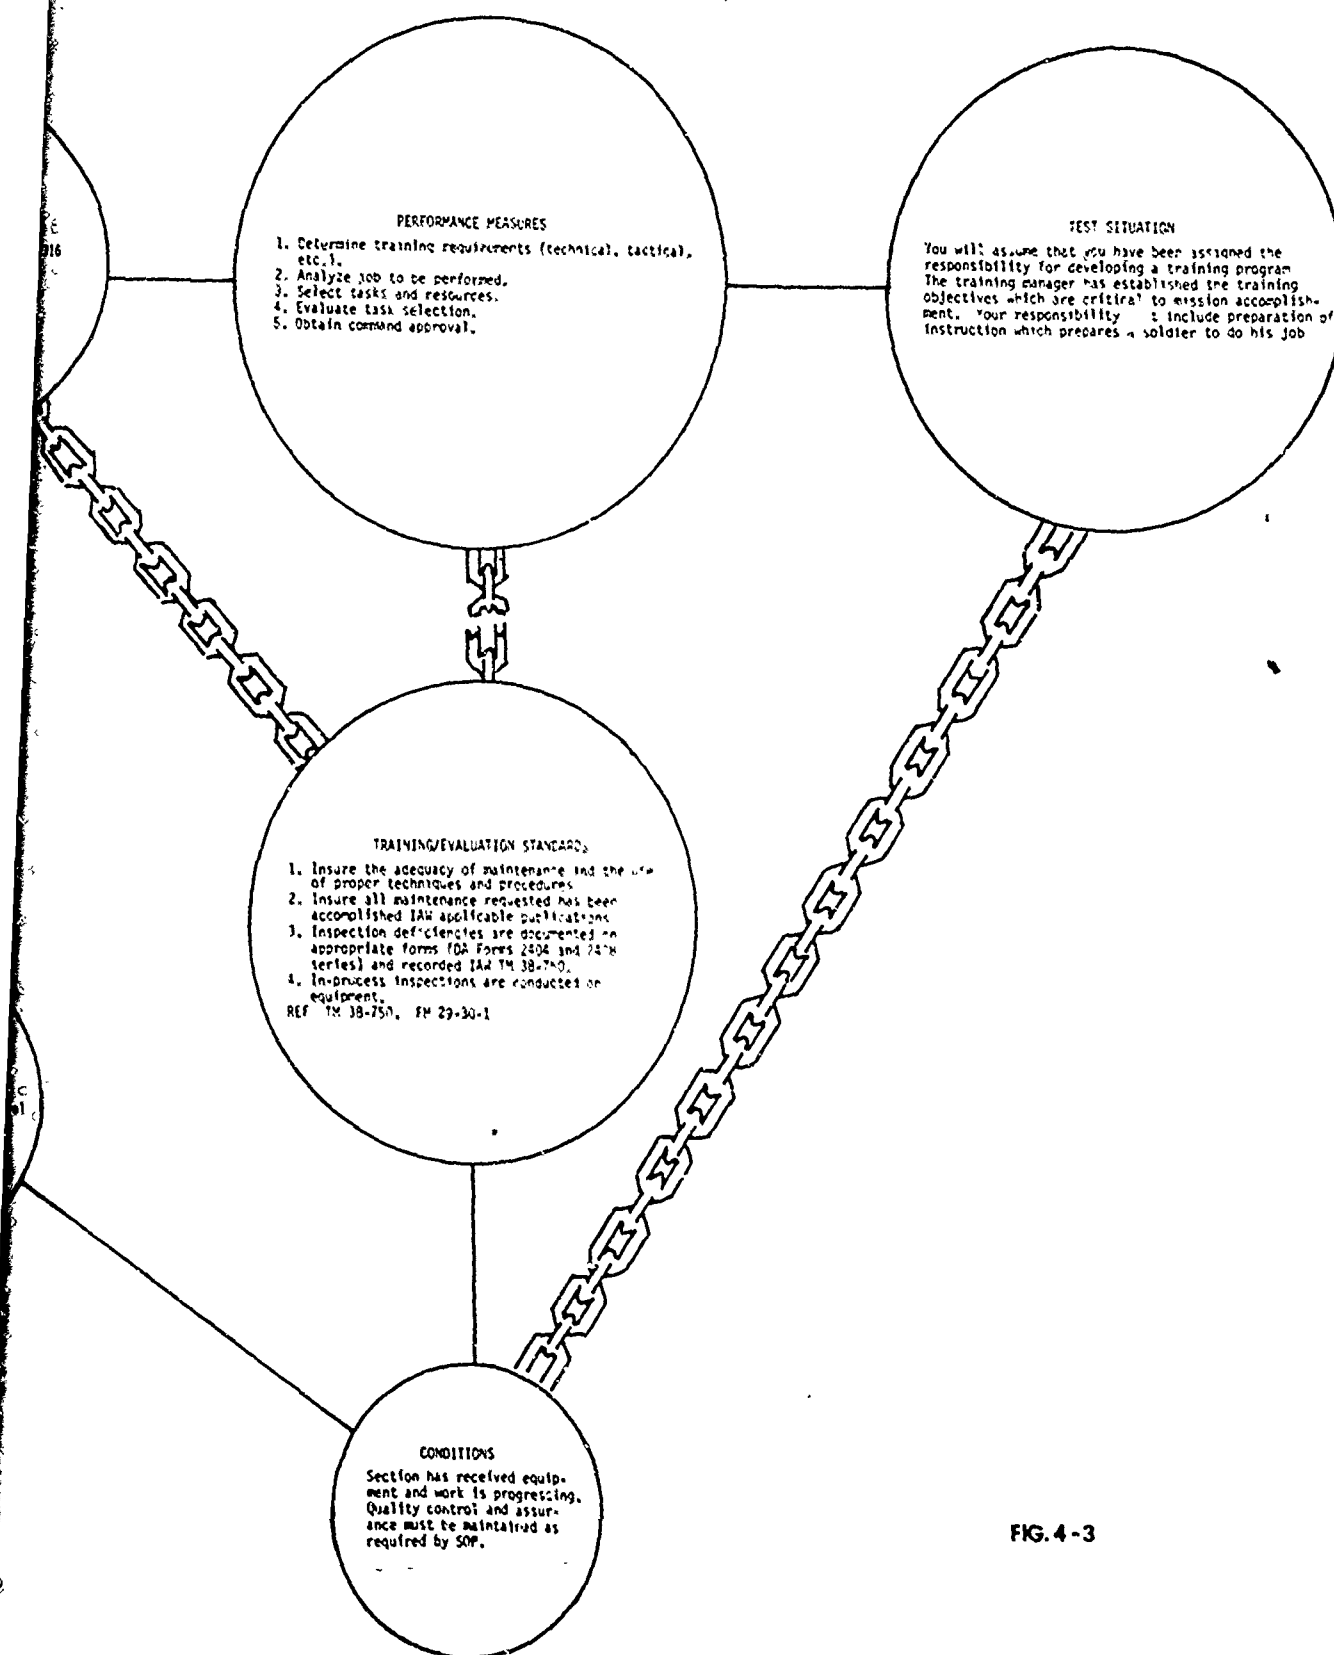 E
916
PERFORMANCE MEASURES
1. Determine training requirements (technical, tactical,
etc.).
2. Analyze job to be performed.
3. Select tasks and resources.
4. Evaluate task selection.
5. Obtain command approval.
TEST SITUATION
You will assume that you have been assigned the
responsibility for developing a training program
The training manager has established the training
objectives which are critical to mission accomplish-
ment. Your responsibility include preparation of
instruction which prepares a soldier to do his job
TRAINING/EVALUATION STANDARDS
1. Insure the adequacy of maintenance and the use
of proper techniques and procedures
2. Insure all maintenance requested has been
accomplished IAW applicable publications
3. Inspection deficiencies are documented on
appropriate forms (DA Forms 2404 and
series) and recorded IAW TM 38-750.
4. In-process inspections are conducted on
equipment.
REF TM 38-750, FM 29-30-1
C
1
CONDITIONS
Section has received equip-
ment and work is progressing.
Quality control and assur-
ance must be maintained as
required by SOP.
FIG. 4-3